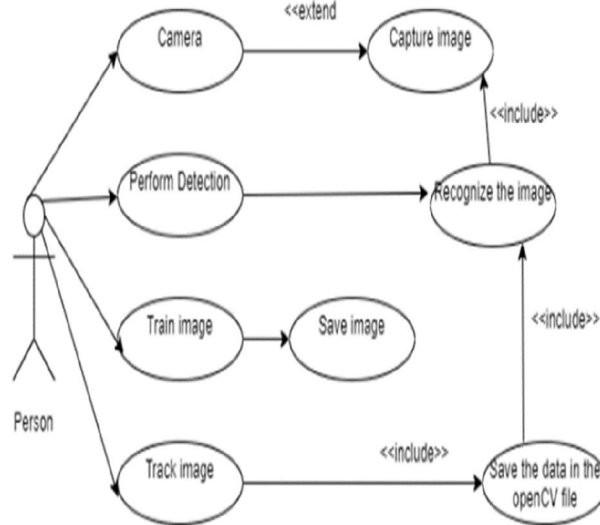 <<extend
Camera
Capture image
<<include>>
Perform Detection
Recognize the image
Train image
Save image
<<include>>
Person
<<include>>
Track image
Save the data in the
openCV file